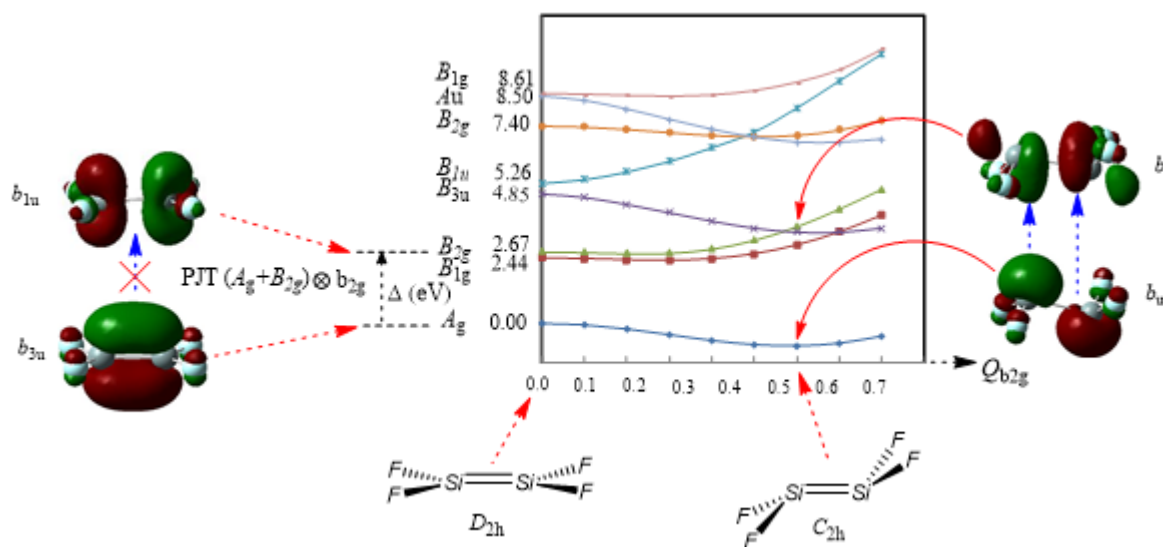 B1g 8.61
Au 8.50
B2g 7.40
B1u 5.26
B3u 4.85
B2g 2.67
B1g 2.44
Ag 0.00
b1u
PJT (Ag+B2g)⊗ b2g
Δ (eV)
b3u
b
bu
0.0 0.1 0.2 0.3 0.4 0.5 0.6 0.7
Qb2g
F F
F Si Si F
D2h
F F
F Si Si
F
C2h